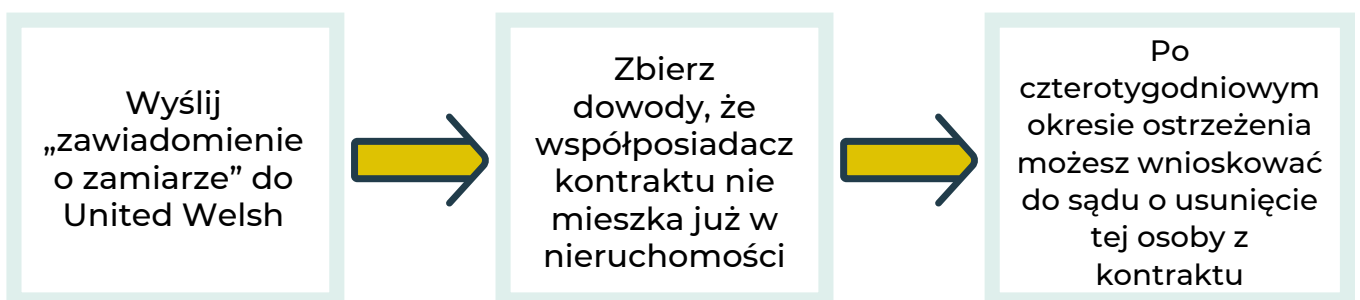 Wyślij
„zawiadomienie
o zamiarze” do
United Welsh
Zbierz
dowody, że
współposiadacz
kontraktu nie
mieszka już w
nieruchomości
Po
czterotygodniowym
okresie ostrzeżenia
możesz wnioskować
do sądu o usunięcie
tej osoby z
kontraktu